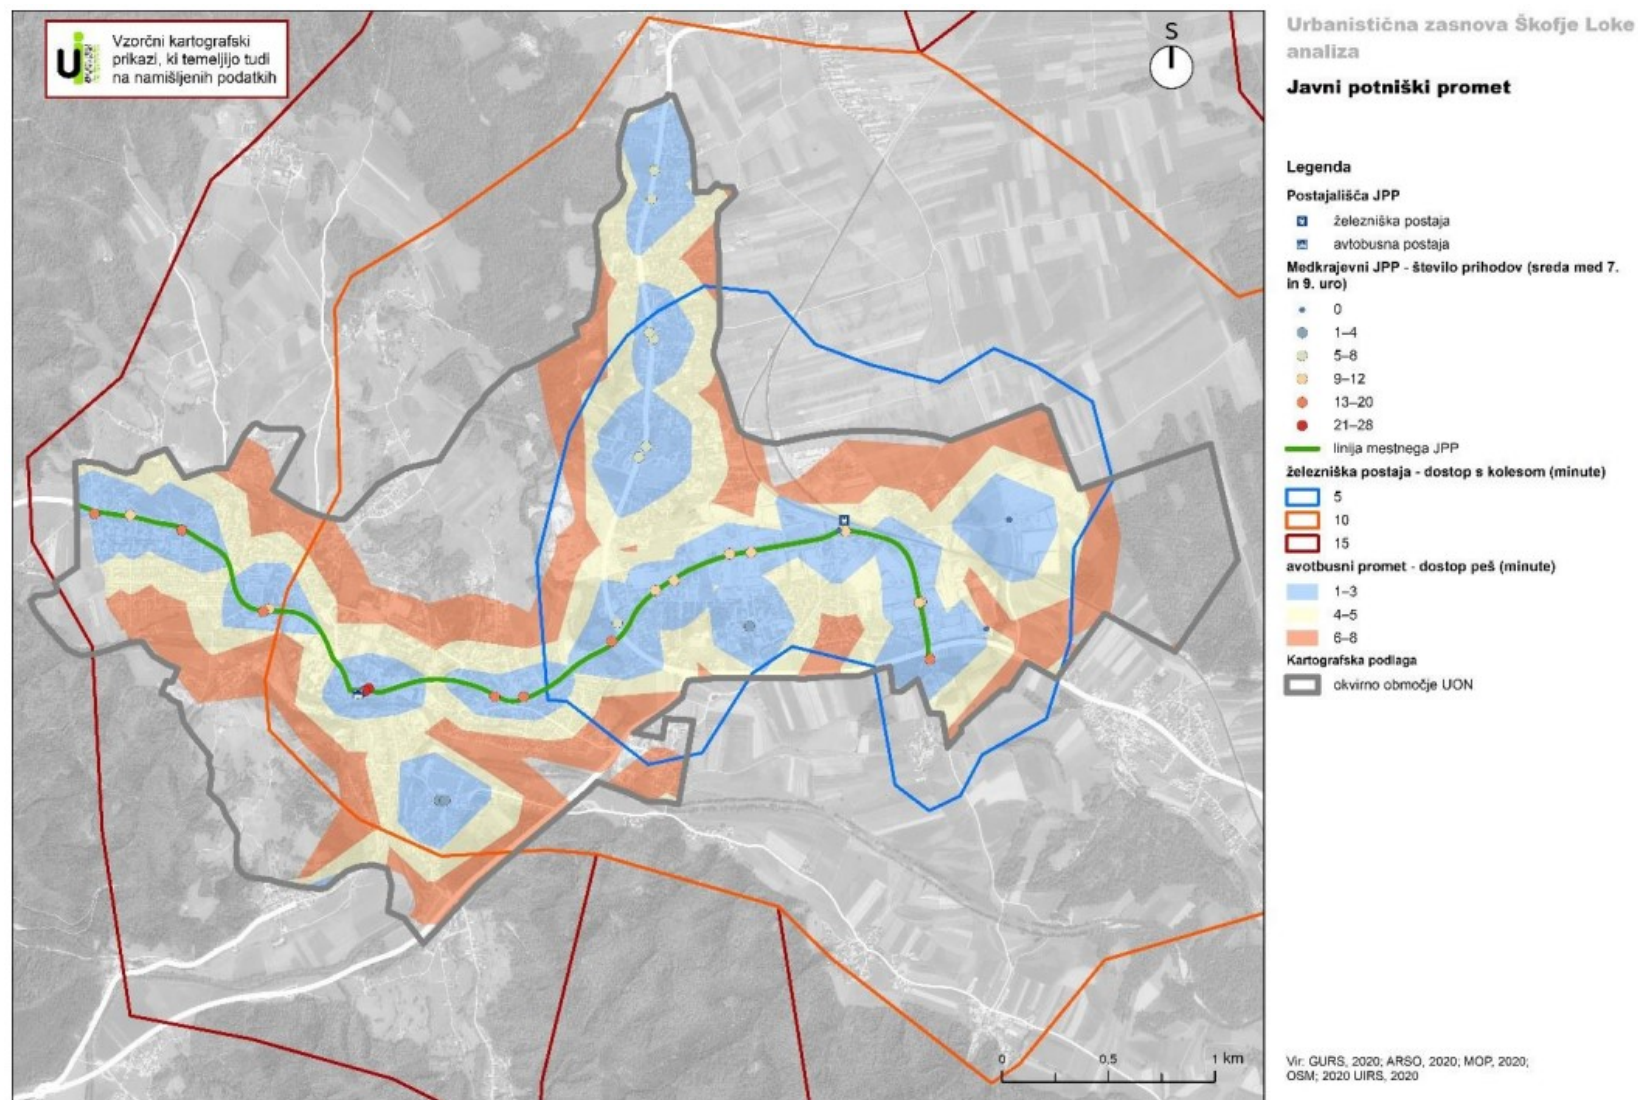 Vzorčni kartografski
prikazi, ki temeljijo tudi
na namišljenih podatkih
S
Urbanistična zasnova Škofje Loke
analiza
Javni potniški promet
Legenda
Postajališča JPP
železniška postaja
avtobusna postaja
Medkrajevni JPP - število prihodov (sreda med 7.
in 9. uro)
0
1–4
5–8
9–12
13–20
21–28
linija mestnega JPP
železniška postaja - dostop s kolesom (minute)
5
10
15
avotbusni promet - dostop peš (minute)
1–3
4–5
6–8
Kartografska podlaga
okvirno območje UON
0
0,5
1 km
Vir: GURS, 2020; ARSO, 2020; MOP, 2020;
OSM; 2020 UIRS, 2020